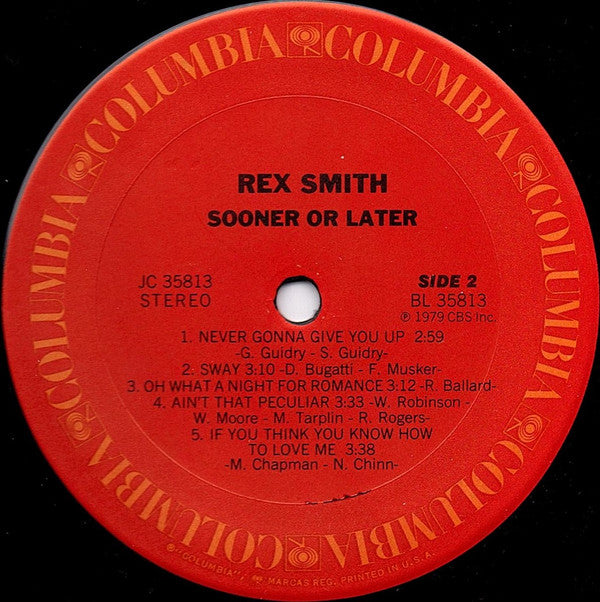 COLUMBIA COLUMBIA COLUMBIA COLUMBIA COLUMBIA COLUMBIA
REX SMITH
SOONER OR LATER
JC 35813 SIDE 2
STEREO BL 35813
℗ 1979 CBS Inc.
1. NEVER GONNA GIVE YOU UP 2:59
-G. Guidry - S. Guidry-
2. SWAY 3:10 -D. Bugatti - F. Musker-
3. OH WHAT A NIGHT FOR ROMANCE 3:12 -R. Ballard-
4. AIN'T THAT PECULIAR 3:33 -W. Robinson -
W. Moore - M. Tarplin - R. Rogers-
5. IF YOU THINK YOU KNOW HOW
TO LOVE ME 3:38
-M. Chapman - N. Chinn-
"COLUMBIA", MARCAS REG. PRINTED IN U.S.A.